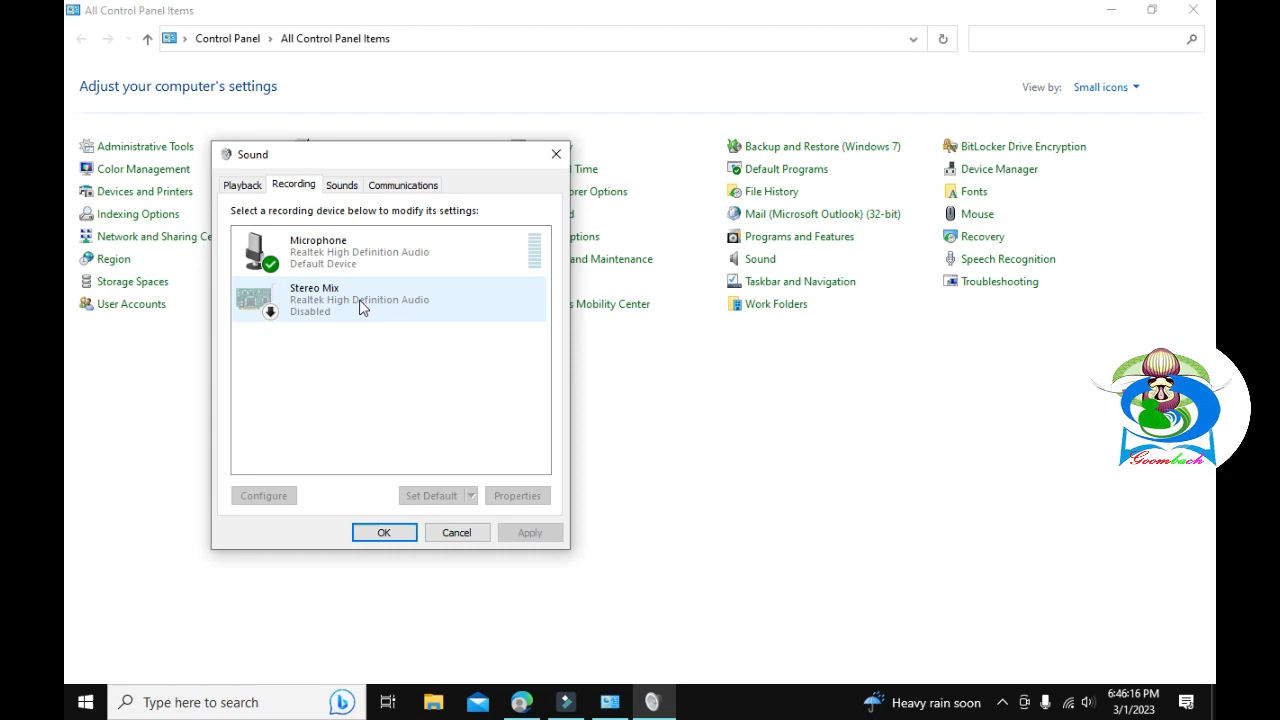 All Control Panel Items
Control Panel
All Control Panel Items
Adjust your computer's settings
View by:
Small icons
Administrative Tools
Color Management
Devices and Printers
Indexing Options
Network and Sharing Ce
Region
Storage Spaces
User Accounts
Sound
Playback
Recording
Sounds
Communications
Select a recording device below to modify its settings:
Microphone
Realtek High Definition Audio
Default Device
Stereo Mix
Realtek High Definition Audio
Disabled
Configure
Set Default
Properties
OK
Cancel
Apply
y
Time
orer Options
d
ptions
and Maintenance
s Mobility Center
Backup and Restore (Windows 7)
Default Programs
File History
Mail (Microsoft Outlook) (32-bit)
Programs and Features
Sound
Taskbar and Navigation
Work Folders
BitLocker Drive Encryption
Device Manager
Fonts
Mouse
Recovery
Speech Recognition
Troubleshooting
Goombach
Type here to search
Heavy rain soon
6:46:16 PM
3/1/2023